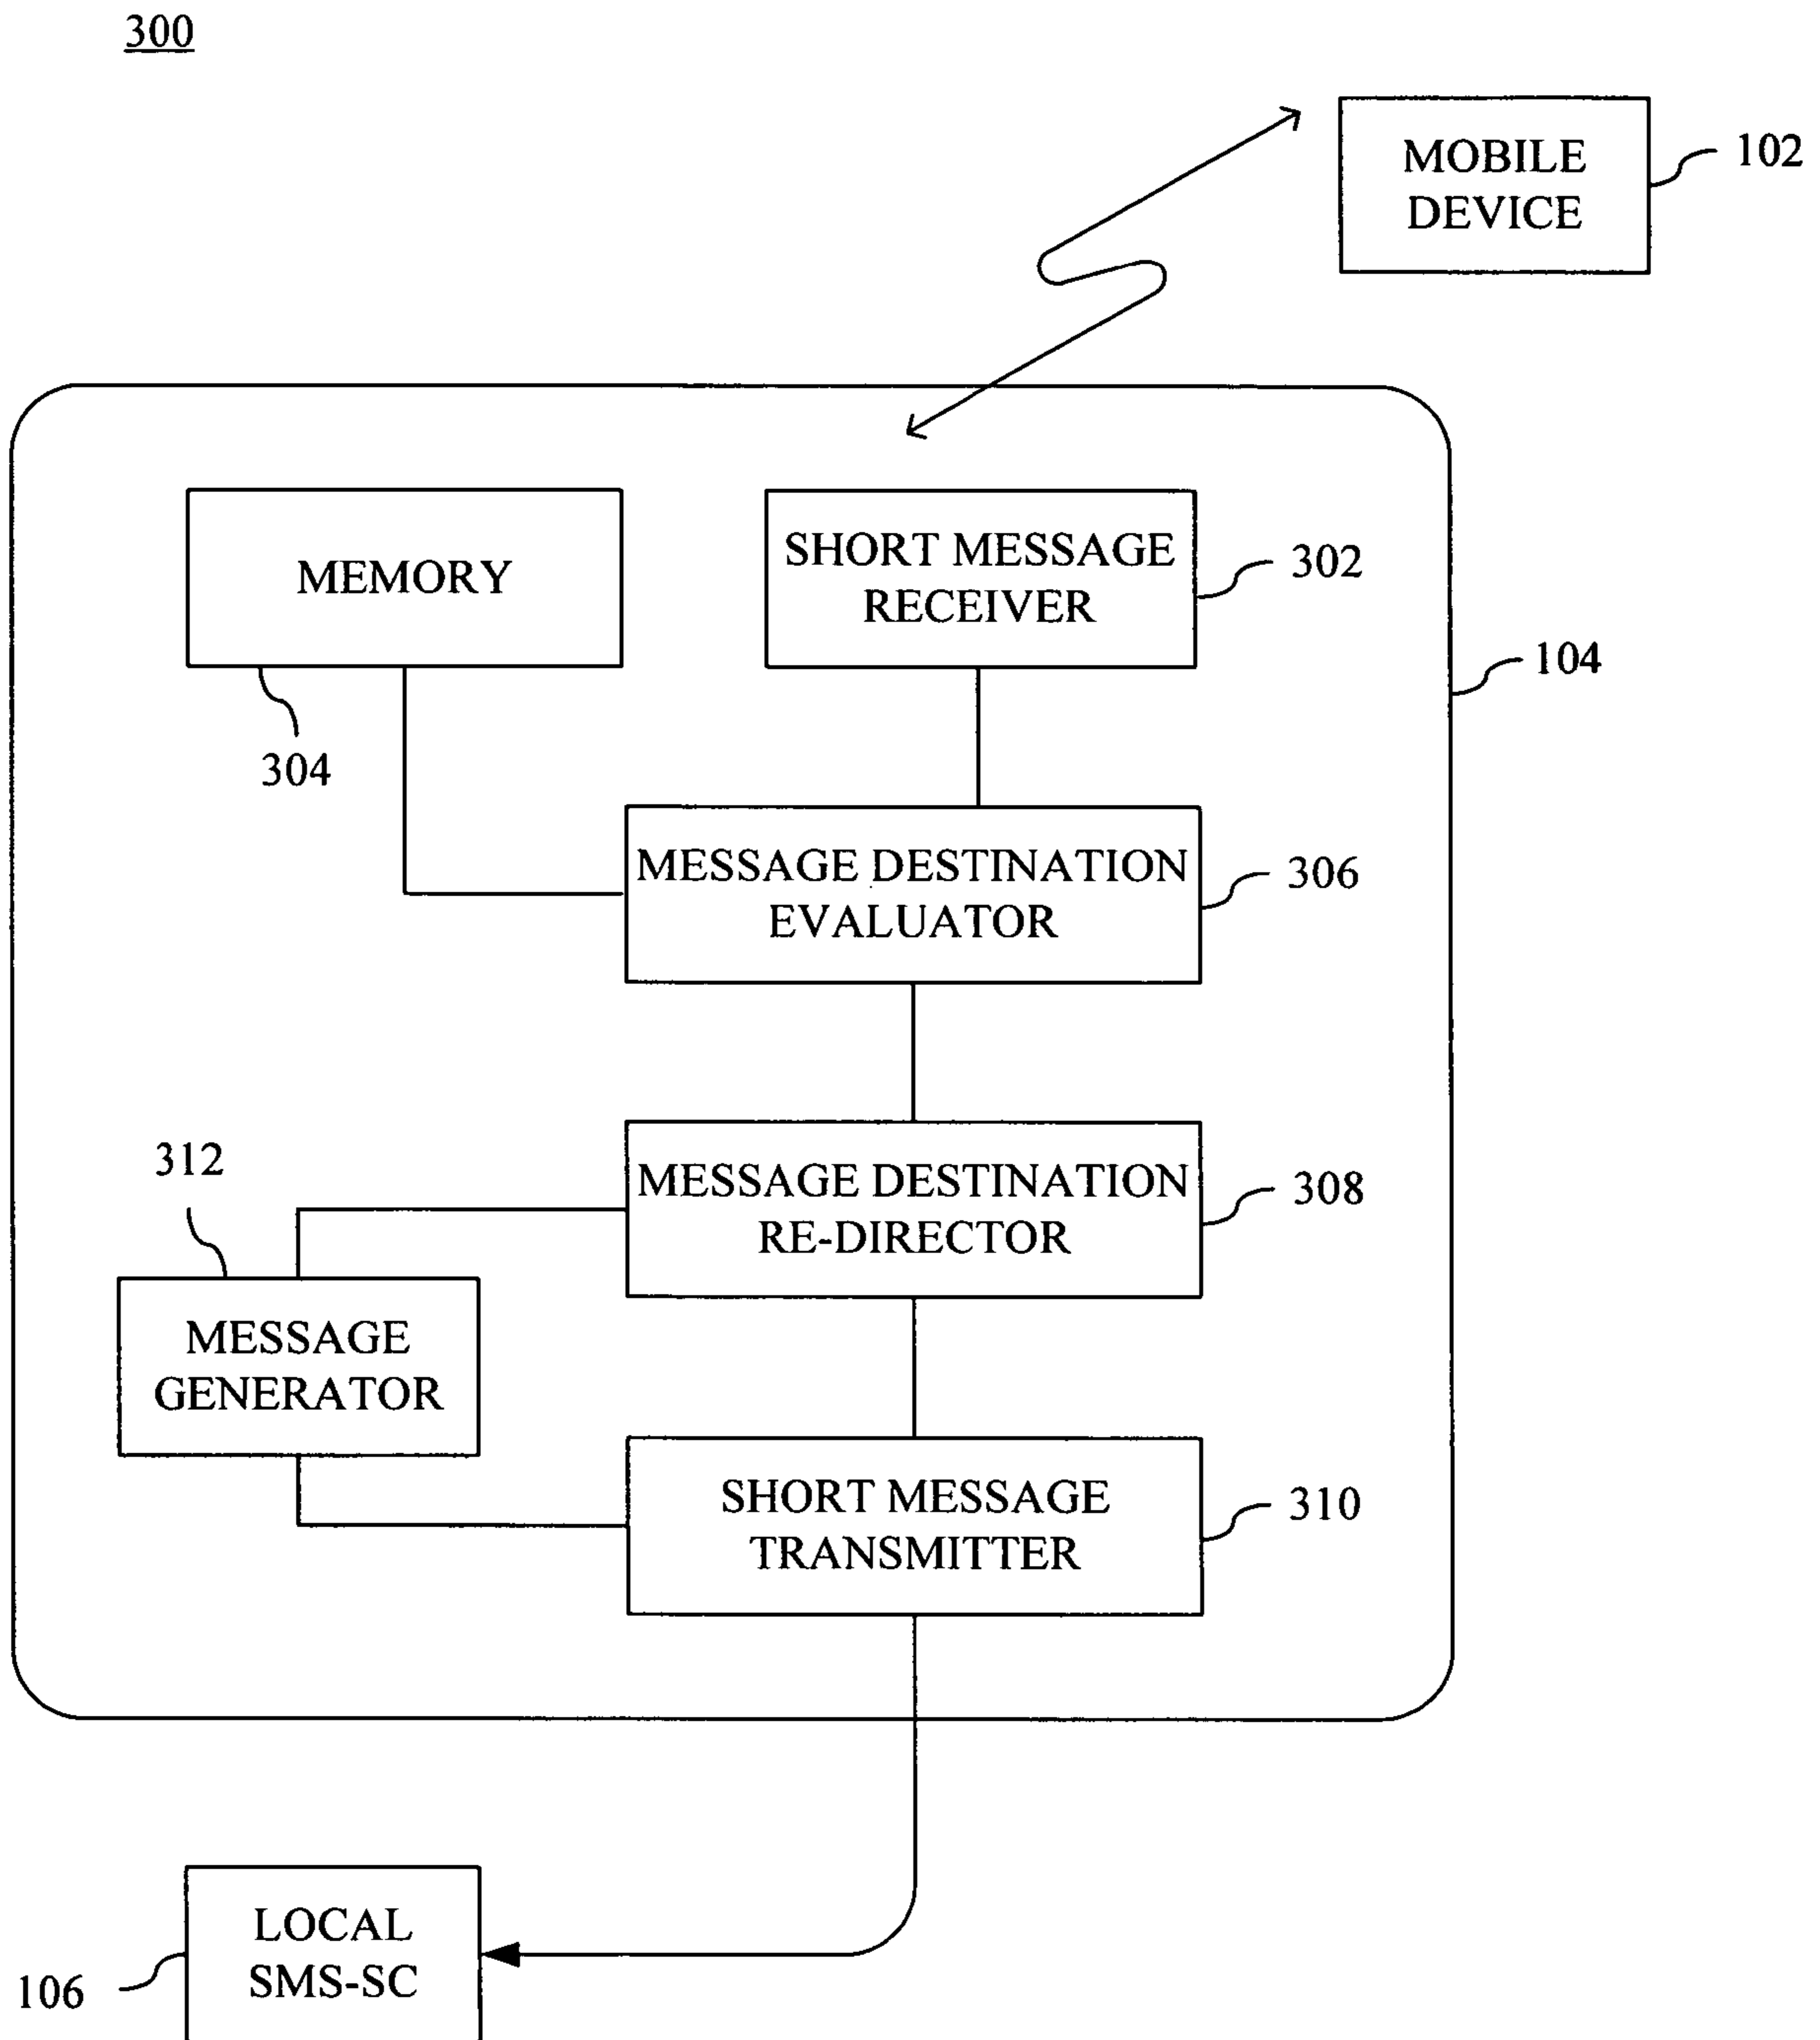 300
MOBILE
DEVICE
102
MEMORY
SHORT MESSAGE
RECEIVER
302
104
304
MESSAGE DESTINATION
EVALUATOR
306
312
MESSAGE DESTINATION
RE-DIRECTOR
308
MESSAGE
GENERATOR
SHORT MESSAGE
TRANSMITTER
310
LOCAL
SMS-SC
106